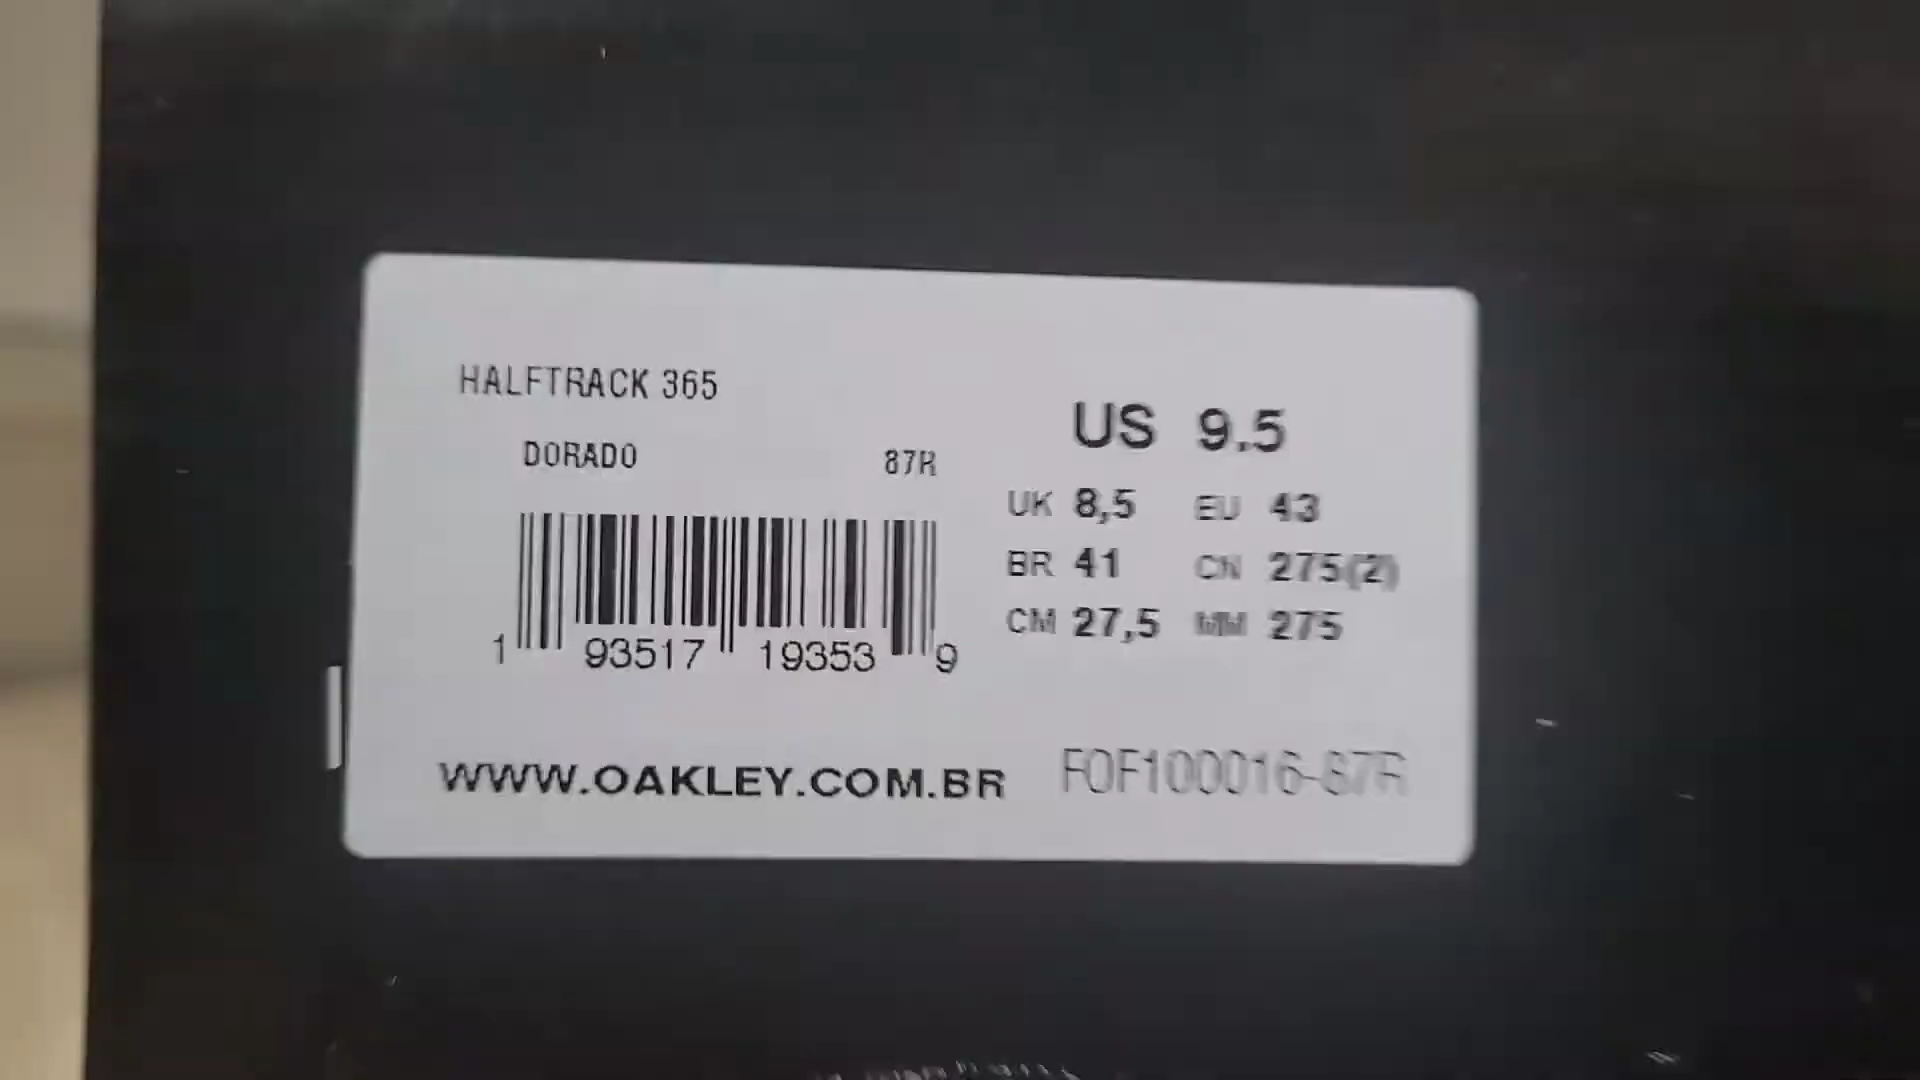 HALFTRACK 365
DORADO 87R
US 9.5
UK 8,5 EU 43
BR 41 CN 275(2)
CM 27,5 MM 275
1 93517 19353 9
WWW.OAKLEY.COM.BR FOF100016-87R